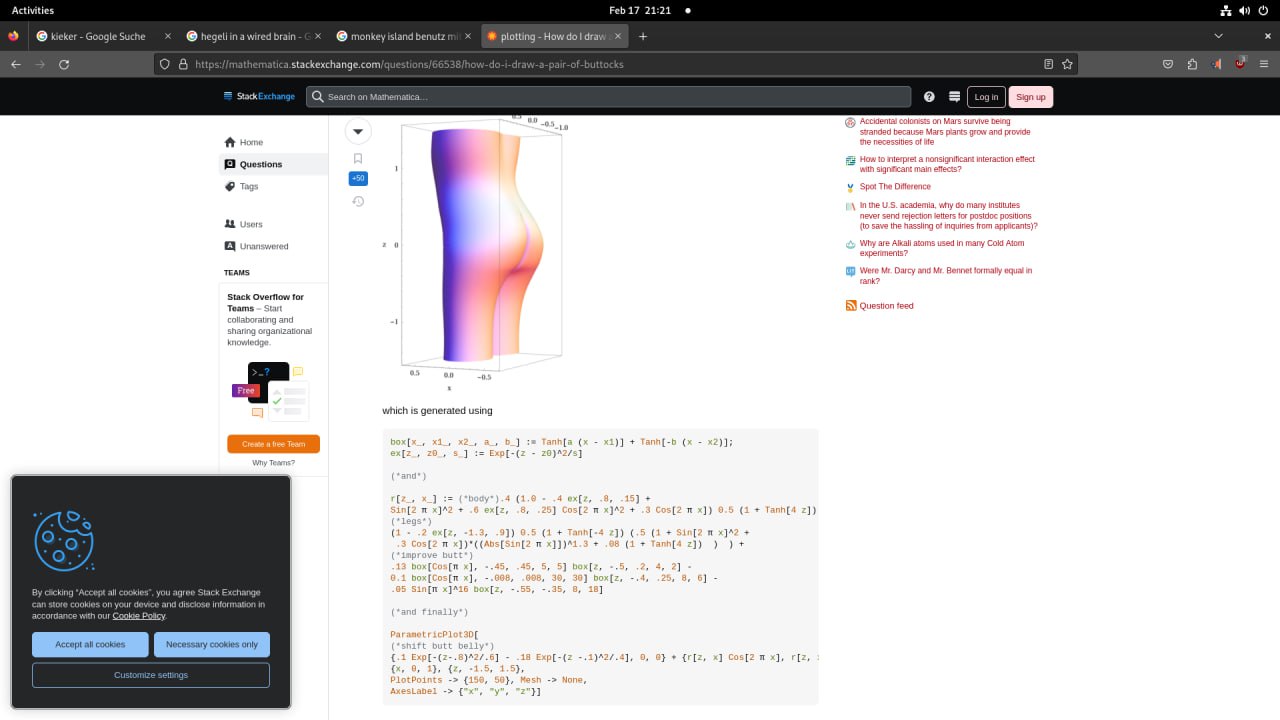 Activities
Feb 17 21:21
kieker - Google Suche
hegeli in a wired brain - G
monkey island benutz mi
plotting - How do I draw a
https://mathematica.stackexchange.com/questions/66538/how-do-i-draw-a-pair-of-buttocks
StackExchange
Search on Mathematica…
Log in
Sign up
Home
Questions
Tags
Users
Unanswered
TEAMS
Stack Overflow for
Teams – Start
collaborating and
sharing organizational
knowledge.
>_?
Free
Create a free Team
Why Teams?
+50
0.5 0.0 -0.5 -1.0
1
z 0
-1
0.5 0.0 -0.5
x
which is generated using
box[x_, x1_, x2_, a_, b_] := Tanh[a (x - x1)] + Tanh[-b (x - x2)];
ex[z_, z0_, s_] := Exp[-(z - z0)^2/s]
(*and*)
r[z_, x_] := (*body*).4 (1.0 - .4 ex[z, .8, .15] +
Sin[2 π x]^2 + .6 ex[z, .8, .25] Cos[2 π x]^2 + .3 Cos[2 π x]) 0.5 (1 + Tanh[4 z])
(*legs*)
(1 - .2 ex[z, -1.3, .9]) 0.5 (1 + Tanh[-4 z]) (.5 (1 + Sin[2 π x]^2 +
.3 Cos[2 π x])*((Abs[Sin[2 π x]])^1.3 + .08 (1 + Tanh[4 z]) ) ) +
(*improve butt*)
.13 box[Cos[π x], -.45, .45, 5, 5] box[z, -.5, .2, 4, 2] -
0.1 box[Cos[π x], -.008, .008, 30, 30] box[z, -.4, .25, 8, 6] -
.05 Sin[π x]^16 box[z, -.55, -.35, 8, 18]
(*and finally*)
ParametricPlot3D[
(*shift butt belly*)
{.1 Exp[-(z-.8)^2/.6] - .18 Exp[-(z -.1)^2/.4], 0, 0} + {r[z, x] Cos[2 π x], r[z, x
{x, 0, 1}, {z, -1.5, 1.5},
PlotPoints -> {150, 50}, Mesh -> None,
AxesLabel -> {"x", "y", "z"}]
Accidental colonists on Mars survive being
stranded because Mars plants grow and provide
the necessities of life
How to interpret a nonsignificant interaction effect
with significant main effects?
Spot The Difference
In the U.S. academia, why do many institutes
never send rejection letters for postdoc positions
(to save the hassling of inquiries from applicants)?
Why are Alkali atoms used in many Cold Atom
experiments?
Were Mr. Darcy and Mr. Bennet formally equal in
rank?
Question feed
By clicking “Accept all cookies”, you agree Stack Exchange
can store cookies on your device and disclose information in
accordance with our Cookie Policy.
Accept all cookies
Necessary cookies only
Customize settings